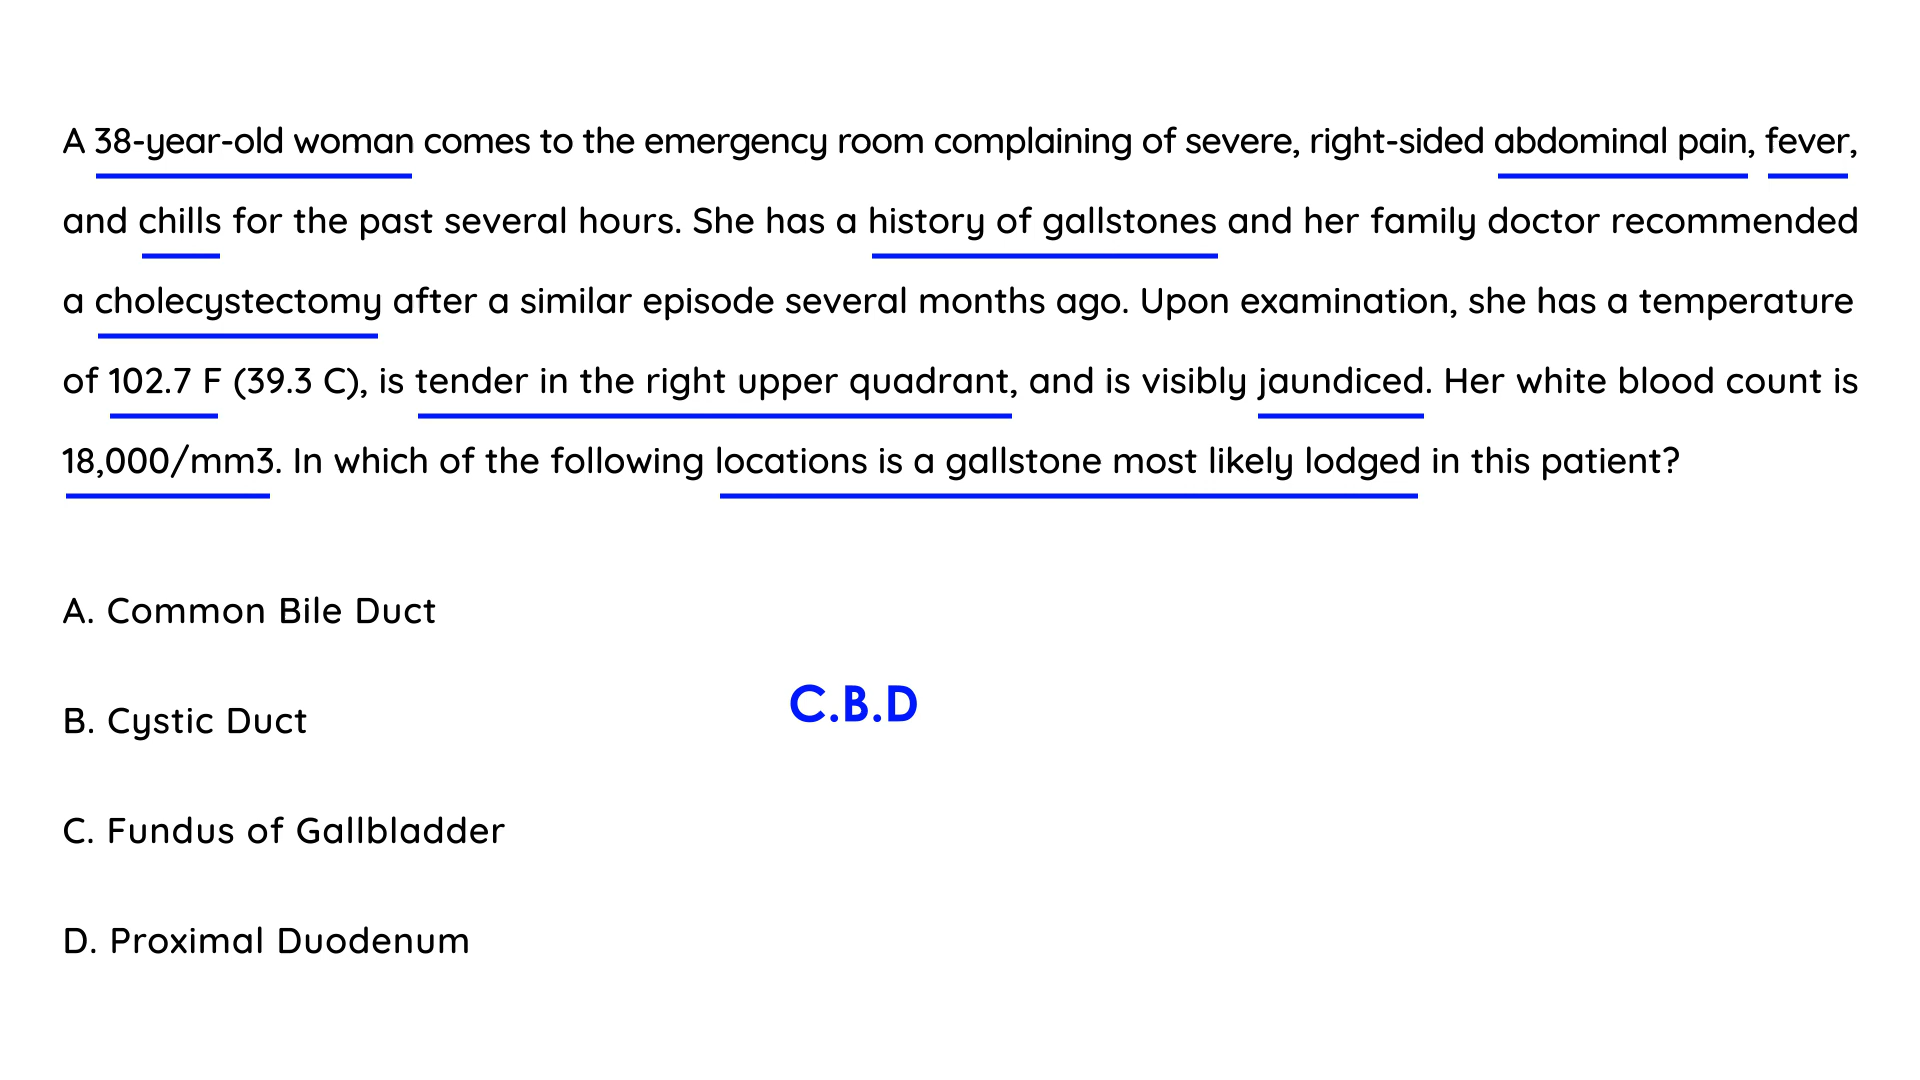 A 38-year-old woman comes to the emergency room complaining of severe, right-sided abdominal pain, fever,
and chills for the past several hours. She has a history of gallstones and her family doctor recommended
a cholecystectomy after a similar episode several months ago. Upon examination, she has a temperature
of 102.7 F (39.3 C), is tender in the right upper quadrant, and is visibly jaundiced. Her white blood count is
18,000/mm3. In which of the following locations is a gallstone most likely lodged in this patient?
A. Common Bile Duct
C.B.D
B. Cystic Duct
C. Fundus of Gallbladder
D. Proximal Duodenum